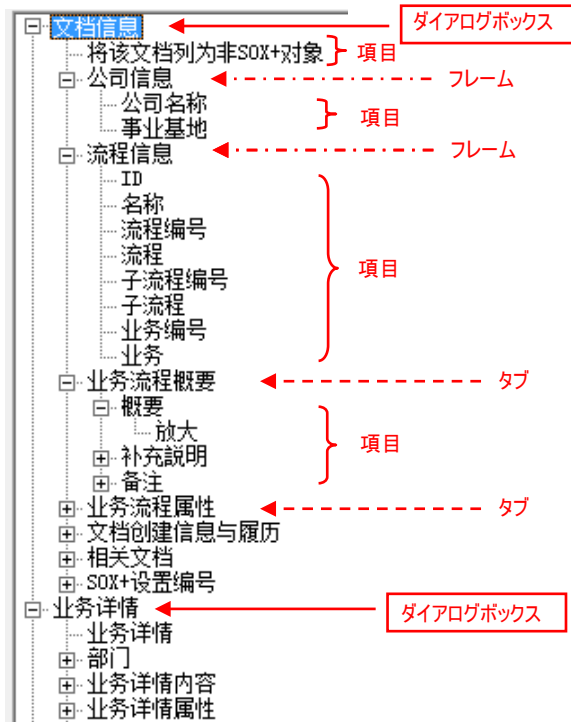 文档信息 ダイアログボックス
将该文档列为非SOX+对象 項目
公司信息 フレーム
公司名称
事业基地
項目
流程信息 フレーム
ID
名称
流程编号
流程
子流程编号
子流程
业务编号
业务
項目
业务流程概要 タブ
概要
放大
补充説明
备注
項目
业务流程属性 タブ
文档创建信息与履历
相关文档
SOX+设置编号
业务详情 ダイアログボックス
业务详情
部门
业务详情内容
业务详情属性